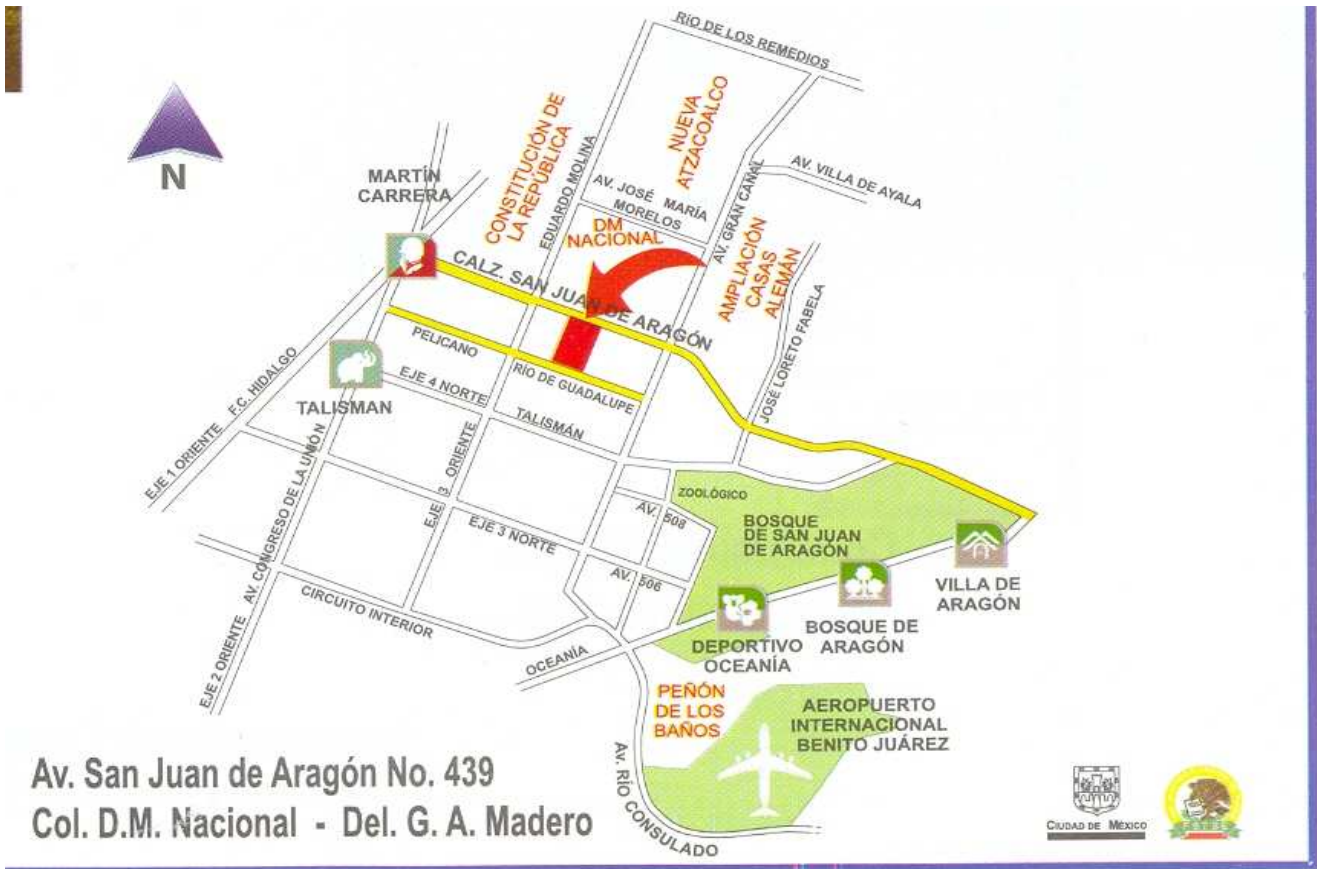 RÍO DE LOS REMEDIOS
N
MARTÍN
CARRERA
CONSTITUCIÓN DE
LA REPÚBLICA
EDUARDO MOLINA
NUEVA
ATZACOALCO
AV. JOSÉ MARÍA
MORELOS
AV. GRAN CANAL
AV. VILLA DE AYALA
DM
NACIONAL
AMPLIACIÓN
CASAS
ALEMÁN
CALZ. SAN JUAN DE ARAGÓN
JOSÉ LORETO FABELA
PELICANO
RÍO DE GUADALUPE
EJE 4 NORTE
TALISMÁN
TALISMAN
EJE 1 ORIENTE F.C. HIDALGO
EJE 2 ORIENTE AV. CONGRESO DE LA UNIÓN
EJE 3 ORIENTE
EJE 3 NORTE
CIRCUITO INTERIOR
ZOOLÓGICO
AV. 508
AV. 506
BOSQUE
DE SAN JUAN
DE ARAGÓN
VILLA DE
ARAGÓN
BOSQUE DE
ARAGÓN
DEPORTIVO
OCEANÍA
OCEANÍA
PEÑÓN
DE LOS
BAÑOS
AEROPUERTO
INTERNACIONAL
BENITO JUÁREZ
Av. RÍO CONSULADO
Av. San Juan de Aragón No. 439
Col. D.M. Nacional - Del. G. A. Madero
CIUDAD DE MÉXICO